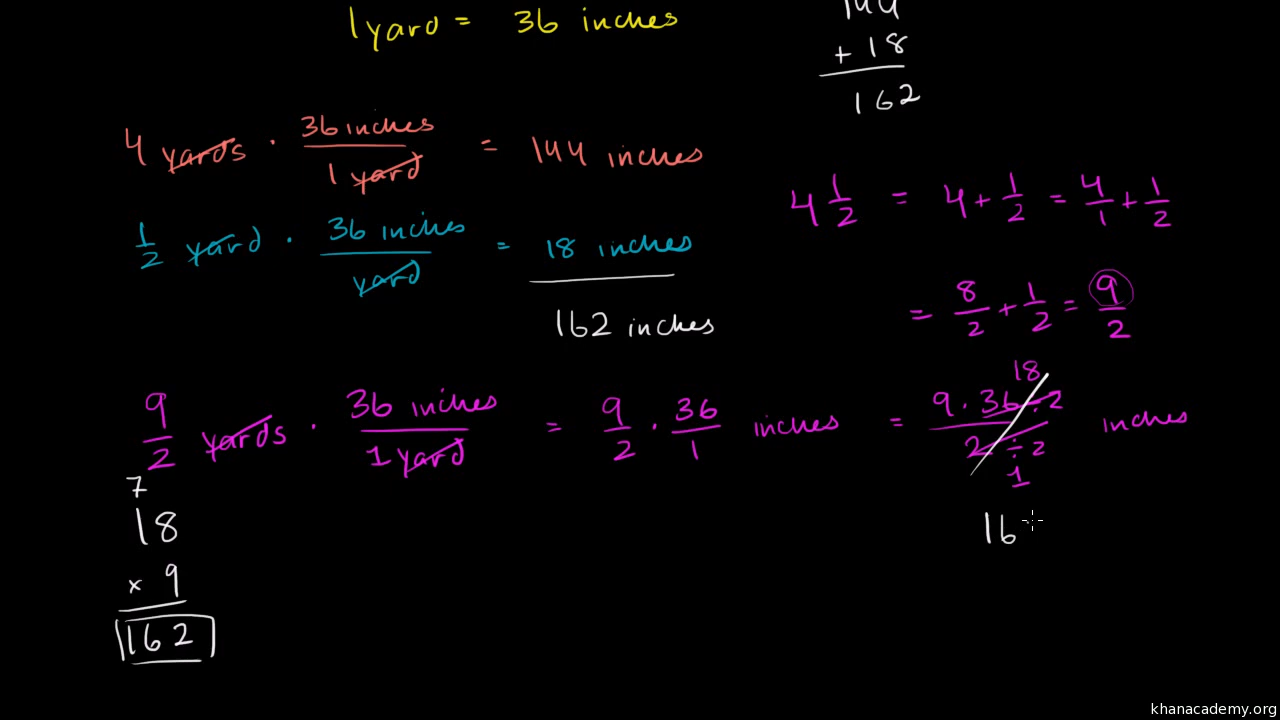 1 yard = 36 inches
144
+ 18
162
4 yards · 36 inches / 1 yard = 144 inches
4 1/2 = 4 + 1/2 = 4/1 + 1/2
1/2 yard · 36 inches / yard = 18 inches
= 8/2 + 1/2 = 9/2
162 inches
9/2 yards · 36 inches / 1 yard = 9/2 · 36/1 inches = 9 · 36 ÷ 2 / 2 ÷ 2 inches
18
1
7
18
× 9
162
16
khanacademy.org